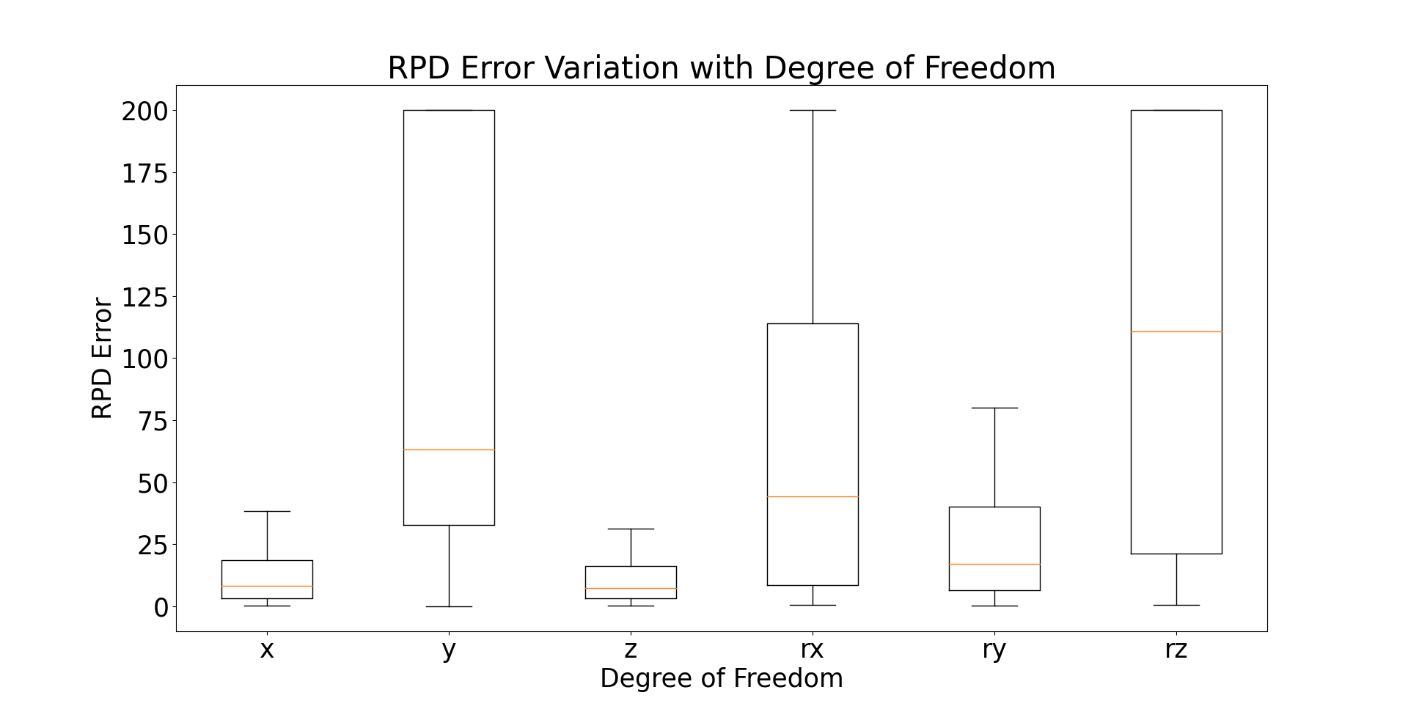 RPD Error Variation with Degree of Freedom
RPD Error
200
175
150
125
100
75
50
25
0
x y z rx ry rz
Degree of Freedom